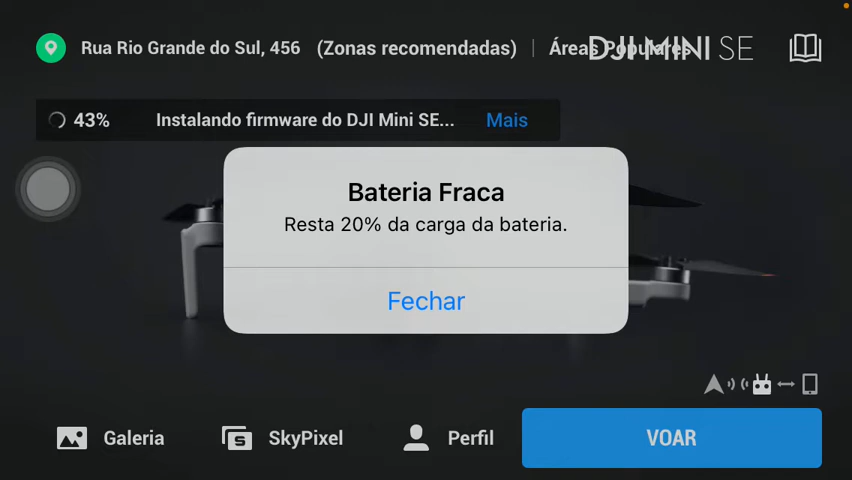 Rua Rio Grande do Sul, 456 (Zonas recomendadas) | Áreas Populares
DJI MINI SE
43% Instalando firmware do DJI Mini SE... Mais
Bateria Fraca
Resta 20% da carga da bateria.
Fechar
Galeria SkyPixel Perfil VOAR